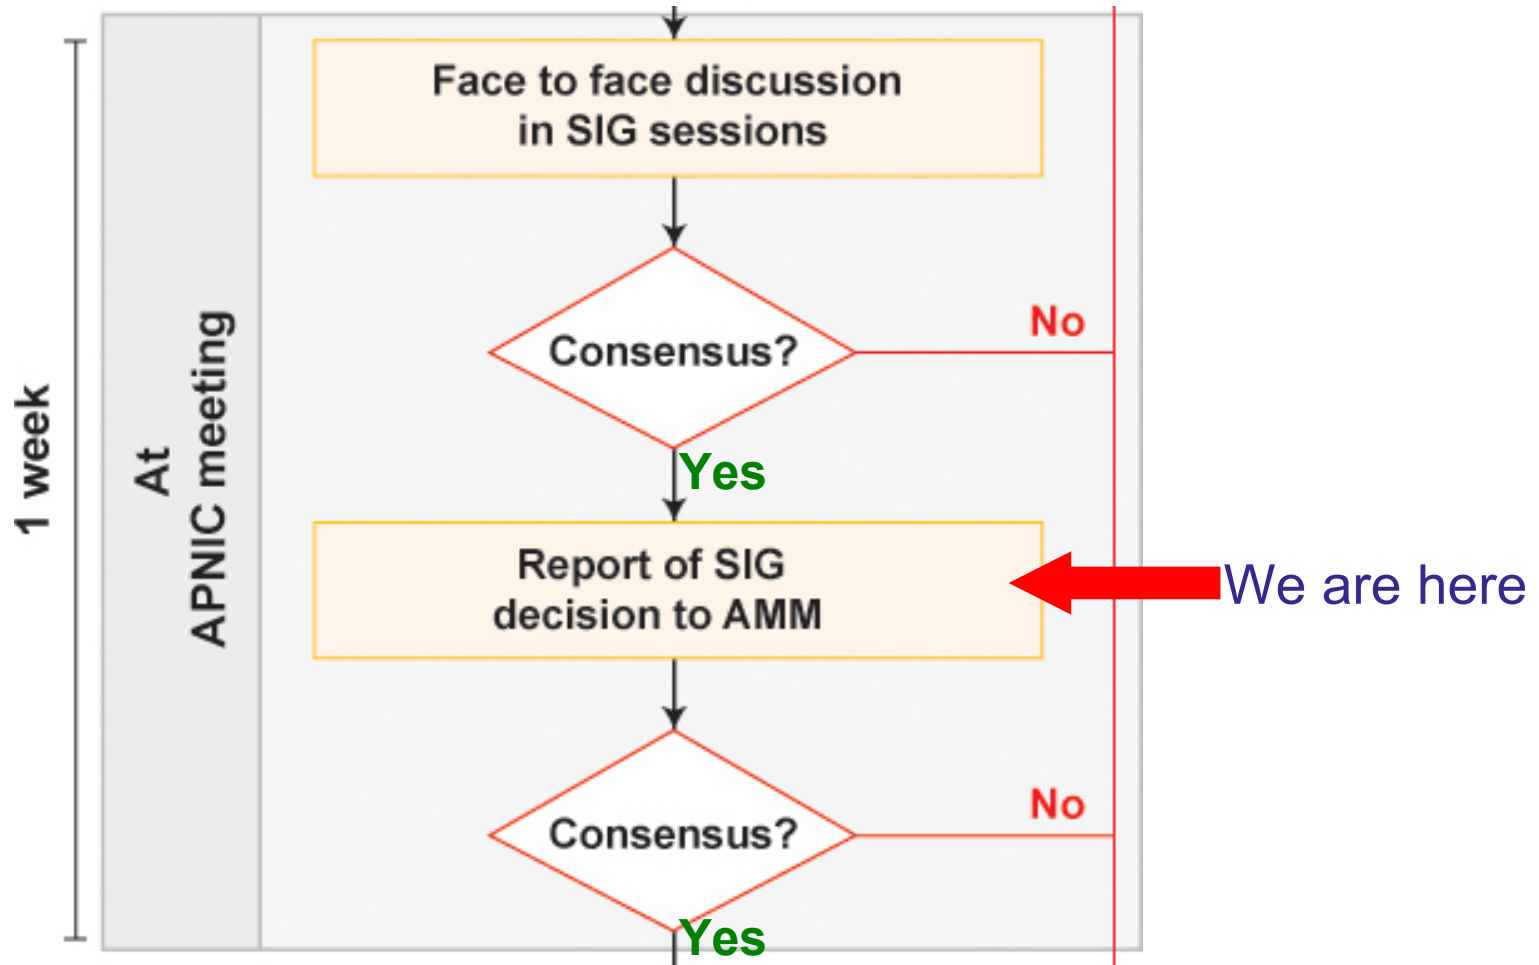 1 week
At
APNIC meeting
Face to face discussion
in SIG sessions
Consensus?
No
Yes
Report of SIG
decision to AMM
We are here
Consensus?
No
Yes